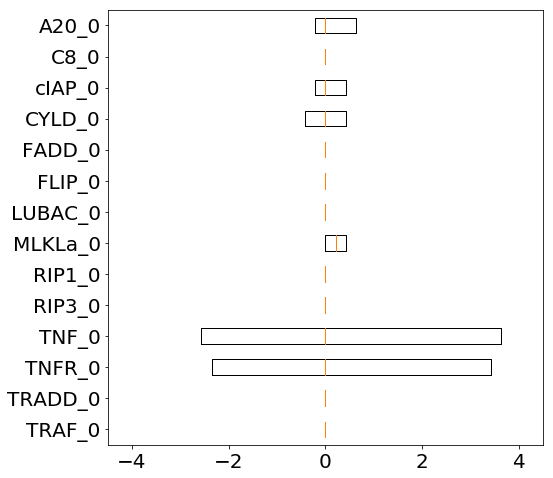 A20_0
C8_0
cIAP_0
CYLD_0
FADD_0
FLIP_0
LUBAC_0
MLKLa_0
RIP1_0
RIP3_0
TNF_0
TNFR_0
TRADD_0
TRAF_0
−4 −2 0 2 4